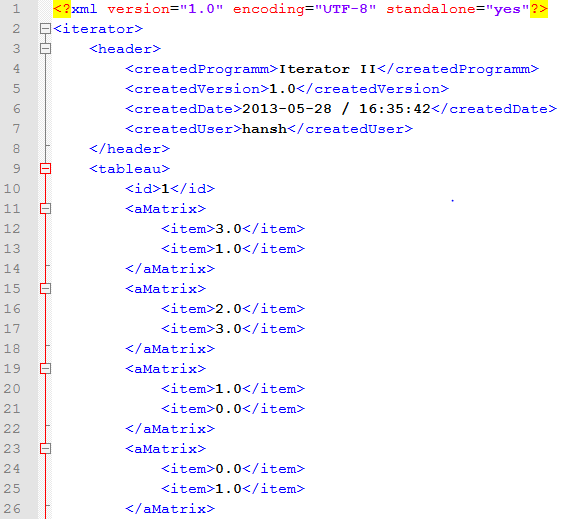 1 <?xml version="1.0" encoding="UTF-8" standalone="yes"?>
2 <iterator>
3 <header>
4 <createdProgramm>Iterator II</createdProgramm>
5 <createdVersion>1.0</createdVersion>
6 <createdDate>2013-05-28 / 16:35:42</createdDate>
7 <createdUser>hansh</createdUser>
8 </header>
9 <tableau>
10 <id>1</id>
11 <aMatrix>
12 <item>3.0</item>
13 <item>1.0</item>
14 </aMatrix>
15 <aMatrix>
16 <item>2.0</item>
17 <item>3.0</item>
18 </aMatrix>
19 <aMatrix>
20 <item>1.0</item>
21 <item>0.0</item>
22 </aMatrix>
23 <aMatrix>
24 <item>0.0</item>
25 <item>1.0</item>
26 </aMatrix>